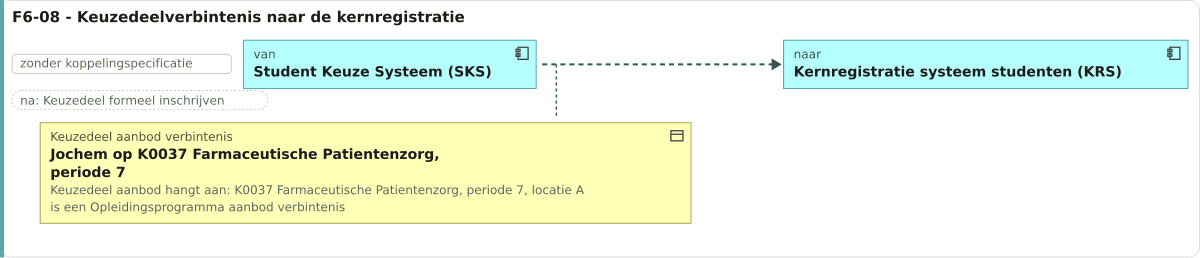 F6-08 - Keuzedeelverbintenis naar de kernregistratie
zonder koppelingspecificatie
na: Keuzedeel formeel inschrijven
van
Student Keuze Systeem (SKS)
naar
Kernregistratie systeem studenten (KRS)
Keuzedeel aanbod verbintenis
Jochem op K0037 Farmaceutische Patientenzorg,
periode 7
Keuzedeel aanbod hangt aan: K0037 Farmaceutische Patientenzorg, periode 7, locatie A
is een Opleidingsprogramma aanbod verbintenis